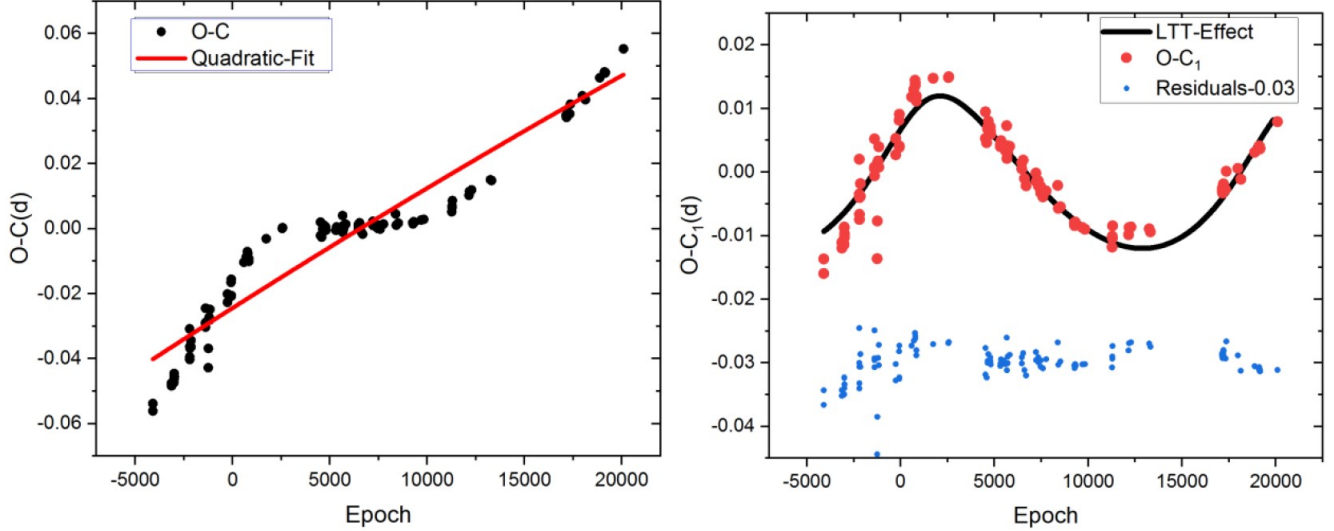 0.06
0.04
0.02
0.00
-0.02
-0.04
-0.06
O-C(d)
O-C
Quadratic-Fit
-5000 0 5000 10000 15000 20000
Epoch
0.02
0.01
0.00
-0.01
-0.02
-0.03
-0.04
O-C₁(d)
LTT-Effect
O-C₁
Residuals-0.03
-5000 0 5000 10000 15000 20000
Epoch